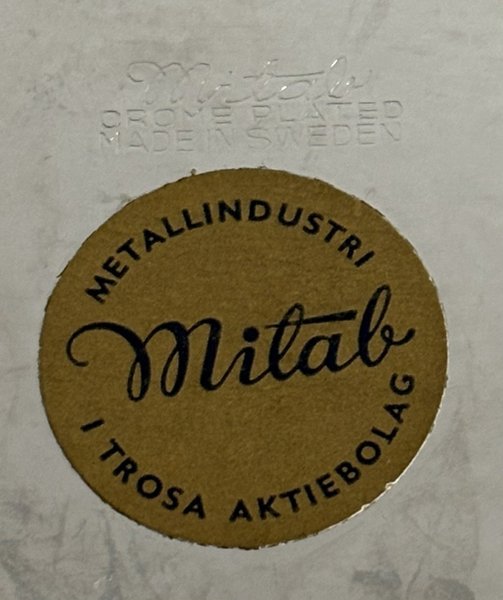 Mitab
CROME PLATED
MADE IN SWEDEN
METALLINDUSTRI
Mitab
I TROSA AKTIEBOLAG